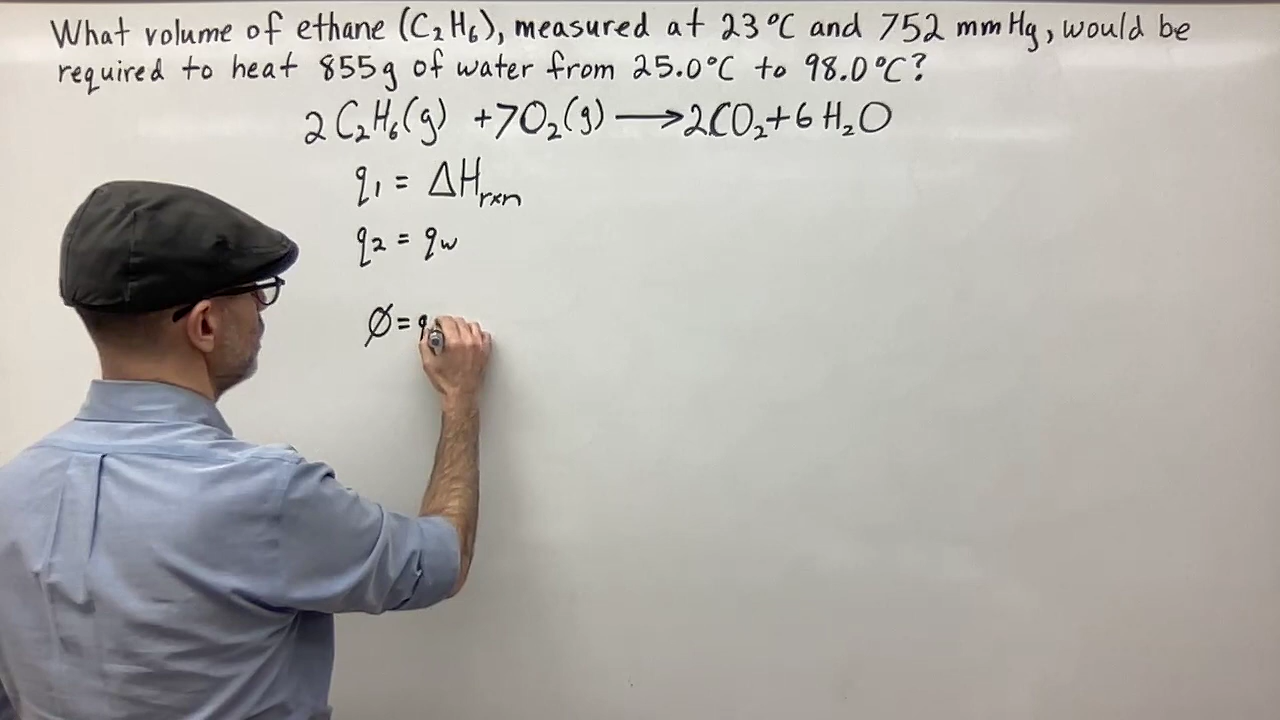 What volume of ethane (C₂H₆), measured at 23°C and 752 mmHg, would be
required to heat 855g of water from 25.0°C to 98.0°C?
2C₂H₆(g) +7O₂(g) ⟶ 2CO₂+6H₂O
q₁ = ΔHᵣₓₙ
q₂ = q_w
∅=q